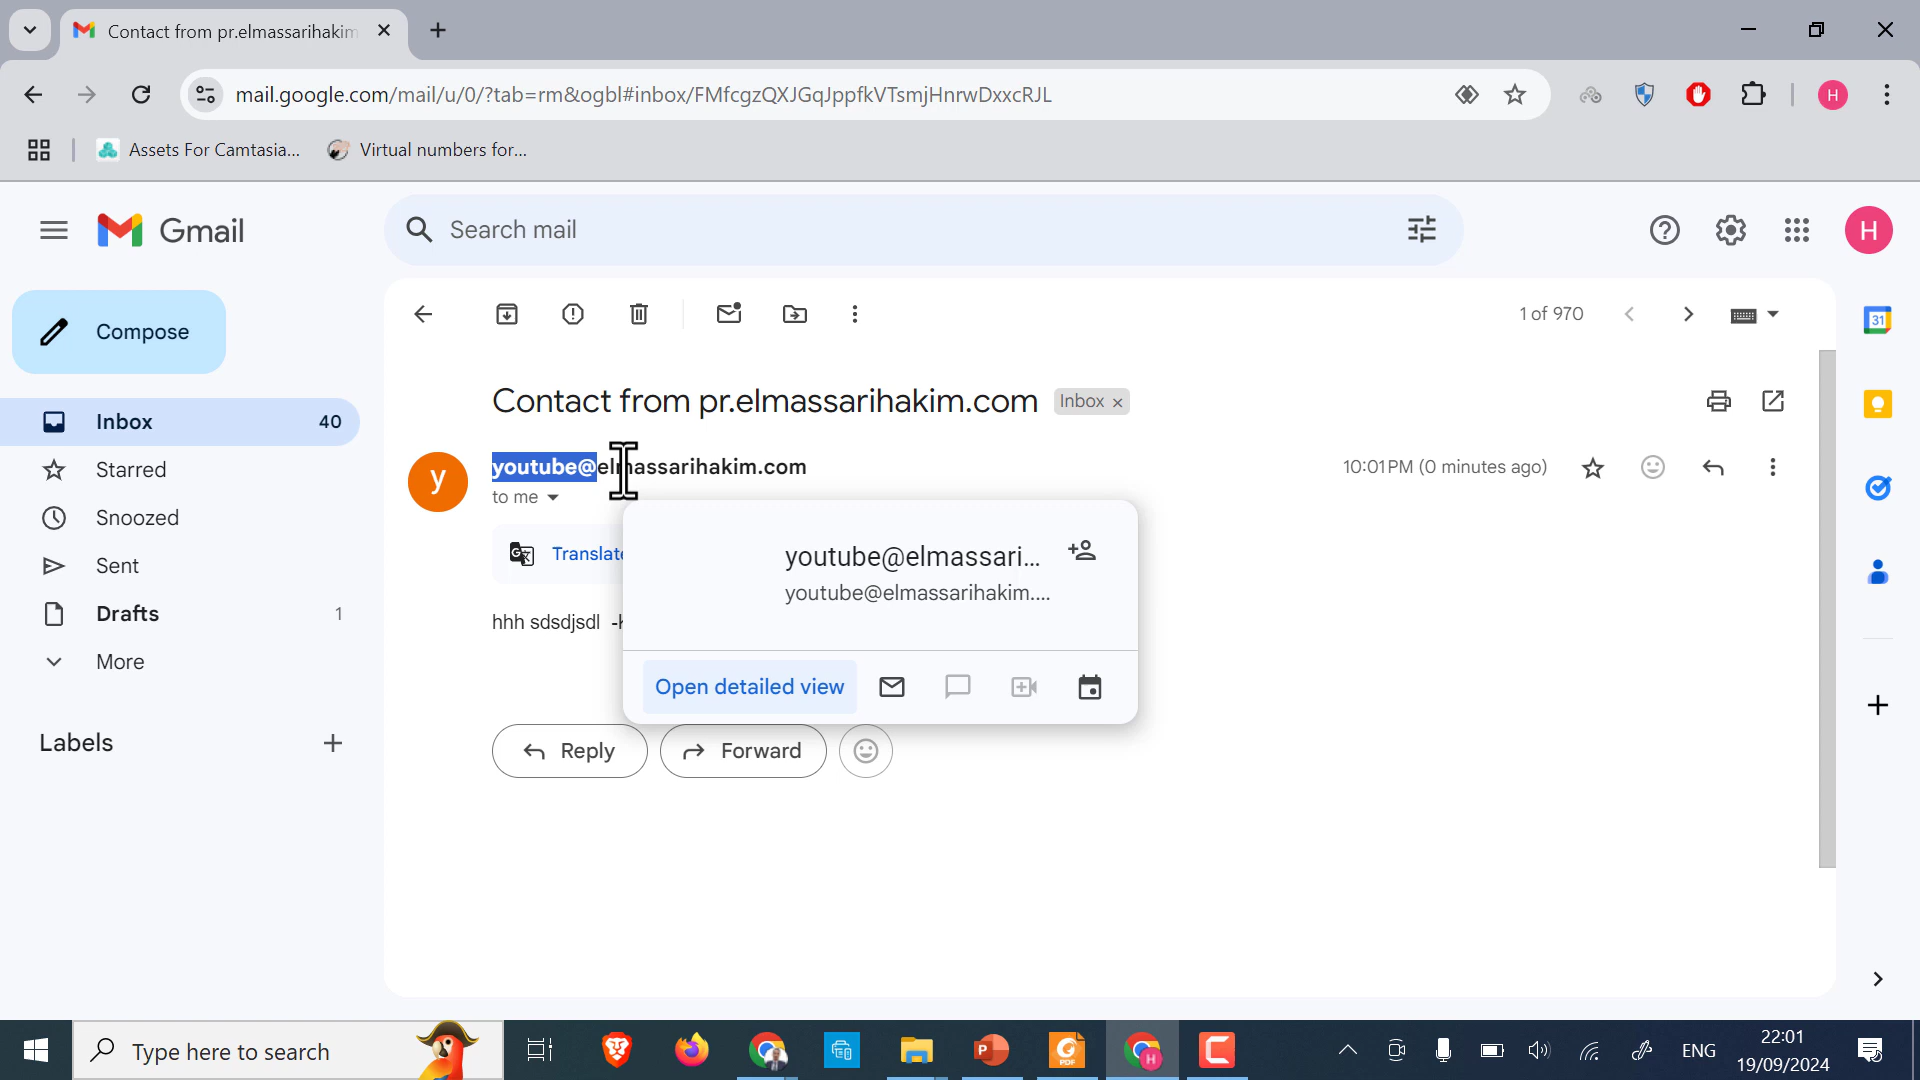 Contact from pr.elmassarihakim
mail.google.com/mail/u/0/?tab=rm&ogbl#inbox/FMfcgzQXJGqJppfkVTsmjHnrwDxxcRJL
H
Assets For Camtasia...
Virtual numbers for...
Gmail
Search mail
H
Compose
1 of 970
31
Contact from pr.elmassarihakim.com
Inbox ×
Inbox 40
youtube@elmassarihakim.com
10:01 PM (0 minutes ago)
y
Starred
to me
Snoozed
Translate
youtube@elmassari...
youtube@elmassarihakim....
Sent
Drafts 1
hhh sdsdjsdl
More
Open detailed view
Labels
Reply
Forward
Type here to search
ENG
22:01
19/09/2024